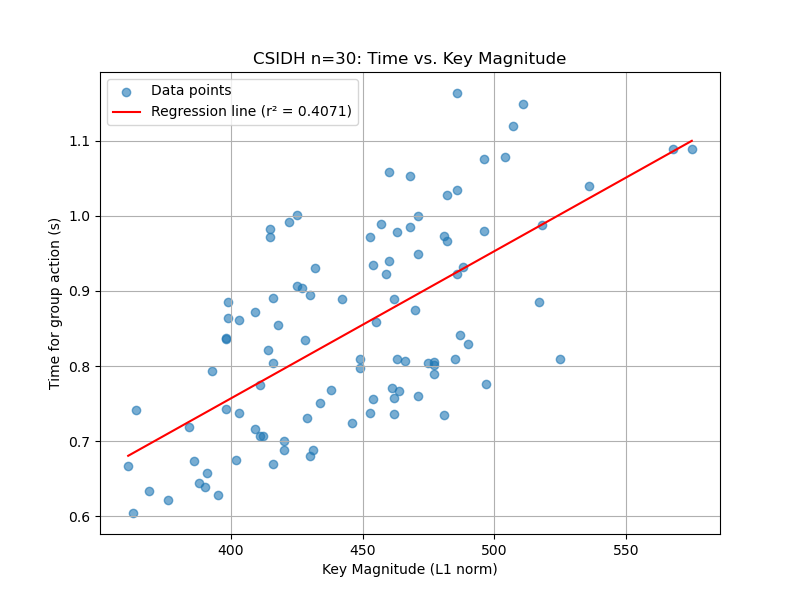 CSIDH n=30: Time vs. Key Magnitude
Data points
Regression line (r² = 0.4071)
1.1
1.0
0.9
0.8
0.7
0.6
Time for group action (s)
400 450 500 550
Key Magnitude (L1 norm)